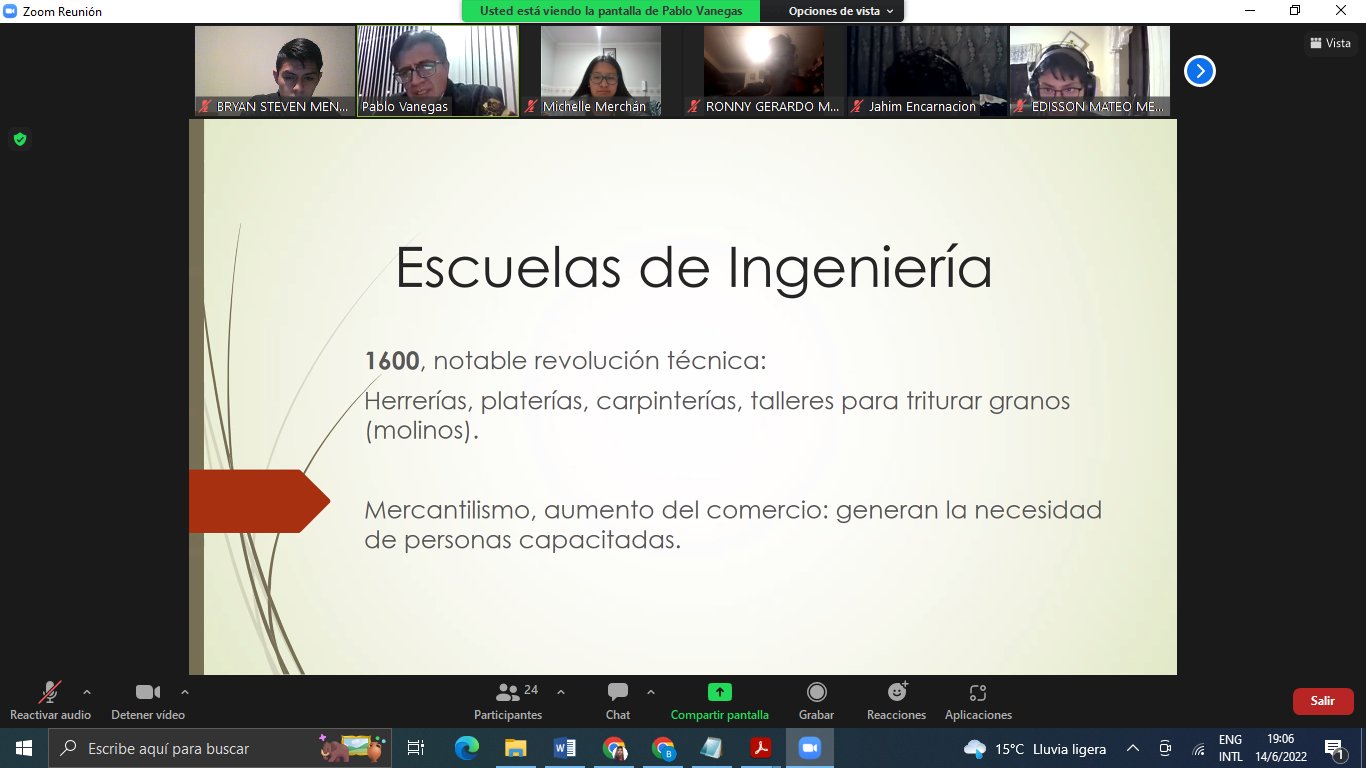 Zoom Reunión
Usted está viendo la pantalla de Pablo Vanegas
Opciones de vista
Vista
BRYAN STEVEN MEN...
Pablo Vanegas
Michelle Merchán
RONNY GERARDO M...
Jahim Encarnacion
EDISSON MATEO ME...
Escuelas de Ingeniería
1600, notable revolución técnica:
Herrerías, platerías, carpinterías, talleres para triturar granos
(molinos).
Mercantilismo, aumento del comercio: generan la necesidad
de personas capacitadas.
Reactivar audio
Detener vídeo
24
Participantes
Chat
Compartir pantalla
Grabar
Reacciones
Aplicaciones
Salir
Escribe aquí para buscar
15°C Lluvia ligera
ENG
INTL
19:06
14/6/2022
1